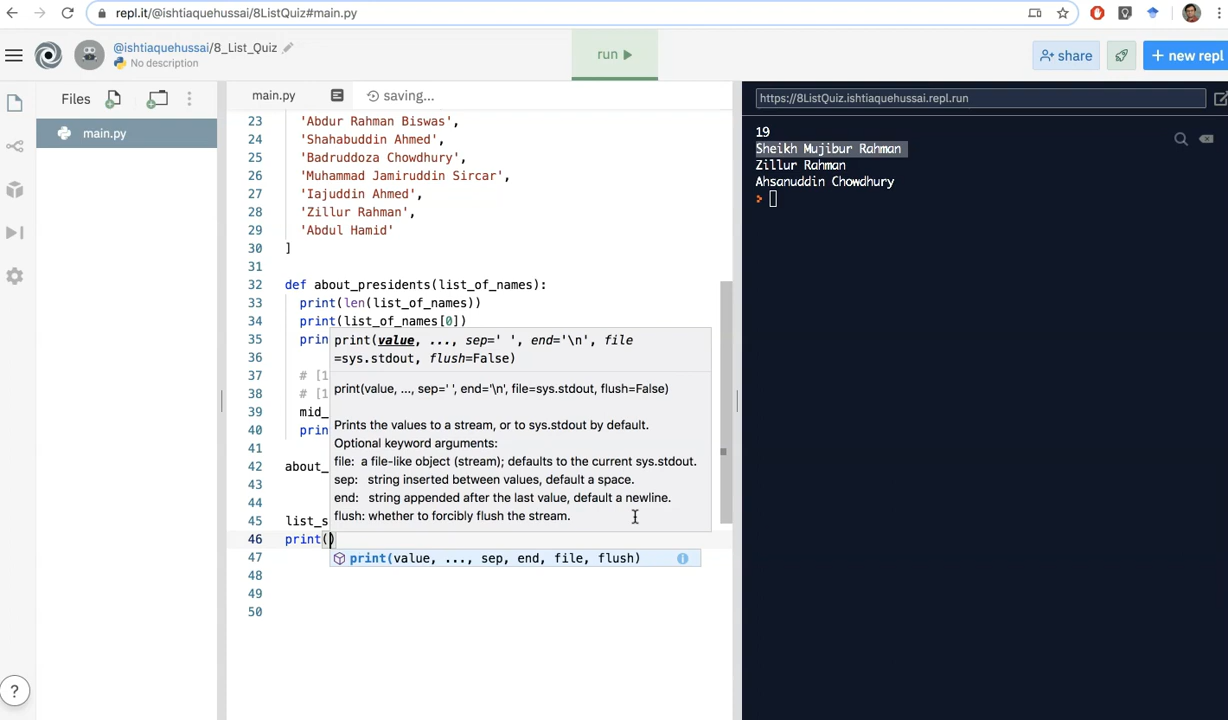 repl.it/@ishtiaquehussai/8ListQuiz#main.py
@ishtiaquehussai/8_List_Quiz
No description
run
share
+ new repl
Files
main.py
main.py
saving...
23 'Abdur Rahman Biswas',
24 'Shahabuddin Ahmed',
25 'Badruddoza Chowdhury',
26 'Muhammad Jamiruddin Sircar',
27 'Iajuddin Ahmed',
28 'Zillur Rahman',
29 'Abdul Hamid'
30 ]
31
32 def about_presidents(list_of_names):
33 print(len(list_of_names))
34 print(list_of_names[0])
35 prin
36
37 # [1
38 # [1
39 mid_
40 prin
41
42 about_
43
44
45 list_s
46 print()
47
48
49
50
print(value, ..., sep=' ', end='\n', file
=sys.stdout, flush=False)
print(value, ..., sep=' ', end='\n', file=sys.stdout, flush=False)
Prints the values to a stream, or to sys.stdout by default.
Optional keyword arguments:
file: a file-like object (stream); defaults to the current sys.stdout.
sep: string inserted between values, default a space.
end: string appended after the last value, default a newline.
flush: whether to forcibly flush the stream.
print(value, ..., sep, end, file, flush)
https://8ListQuiz.ishtiaquehussai.repl.run
19
Sheikh Mujibur Rahman
Zillur Rahman
Ahsanuddin Chowdhury
>
?